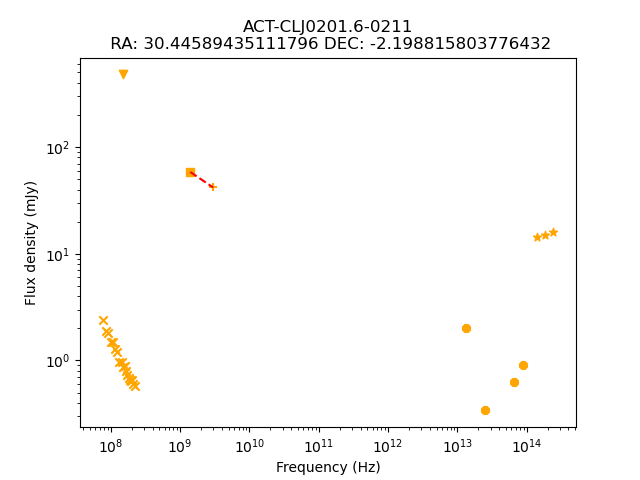 ACT-CLJ0201.6-0211
RA: 30.44589435111796 DEC: -2.198815803776432
Flux density (mJy)
10²
10¹
10⁰
10⁸ 10⁹ 10¹⁰ 10¹¹ 10¹² 10¹³ 10¹⁴
Frequency (Hz)